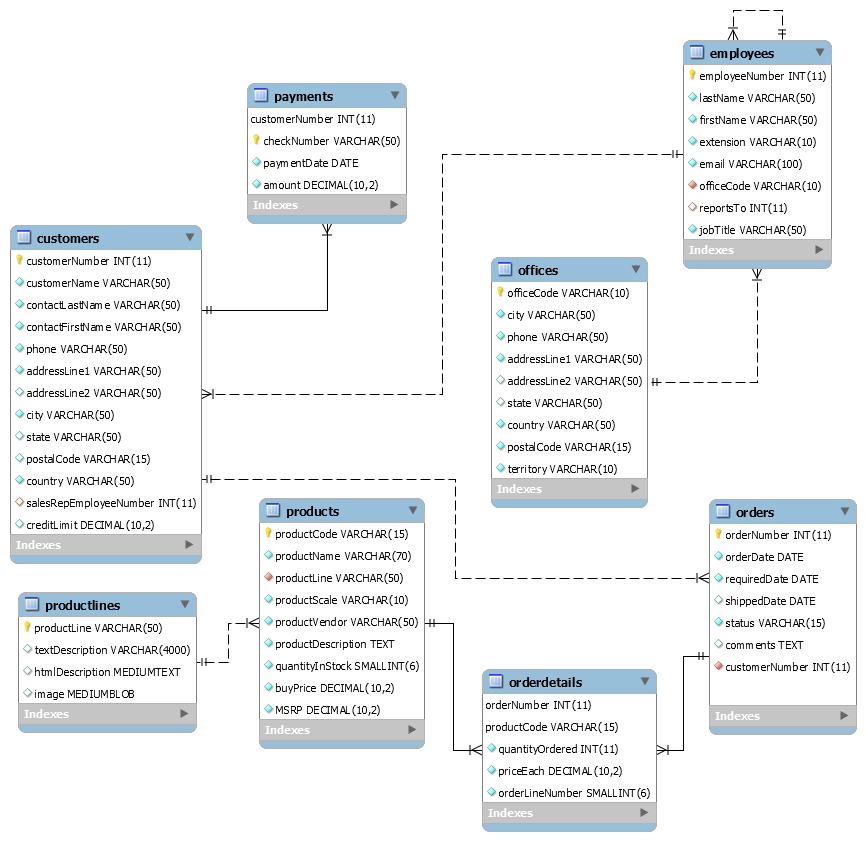 employees
employeeNumber INT(11)
lastName VARCHAR(50)
firstName VARCHAR(50)
extension VARCHAR(10)
email VARCHAR(100)
officeCode VARCHAR(10)
reportsTo INT(11)
jobTitle VARCHAR(50)
Indexes
payments
customerNumber INT(11)
checkNumber VARCHAR(50)
paymentDate DATE
amount DECIMAL(10,2)
Indexes
customers
customerNumber INT(11)
customerName VARCHAR(50)
contactLastName VARCHAR(50)
contactFirstName VARCHAR(50)
phone VARCHAR(50)
addressLine1 VARCHAR(50)
addressLine2 VARCHAR(50)
city VARCHAR(50)
state VARCHAR(50)
postalCode VARCHAR(15)
country VARCHAR(50)
salesRepEmployeeNumber INT(11)
creditLimit DECIMAL(10,2)
Indexes
offices
officeCode VARCHAR(10)
city VARCHAR(50)
phone VARCHAR(50)
addressLine1 VARCHAR(50)
addressLine2 VARCHAR(50)
state VARCHAR(50)
country VARCHAR(50)
postalCode VARCHAR(15)
territory VARCHAR(10)
Indexes
products
productCode VARCHAR(15)
productName VARCHAR(70)
productLine VARCHAR(50)
productScale VARCHAR(10)
productVendor VARCHAR(50)
productDescription TEXT
quantityInStock SMALLINT(6)
buyPrice DECIMAL(10,2)
MSRP DECIMAL(10,2)
Indexes
orders
orderNumber INT(11)
orderDate DATE
requiredDate DATE
shippedDate DATE
status VARCHAR(15)
comments TEXT
customerNumber INT(11)
Indexes
productlines
productLine VARCHAR(50)
textDescription VARCHAR(4000)
htmlDescription MEDIUMTEXT
image MEDIUMBLOB
Indexes
orderdetails
orderNumber INT(11)
productCode VARCHAR(15)
quantityOrdered INT(11)
priceEach DECIMAL(10,2)
orderLineNumber SMALLINT(6)
Indexes